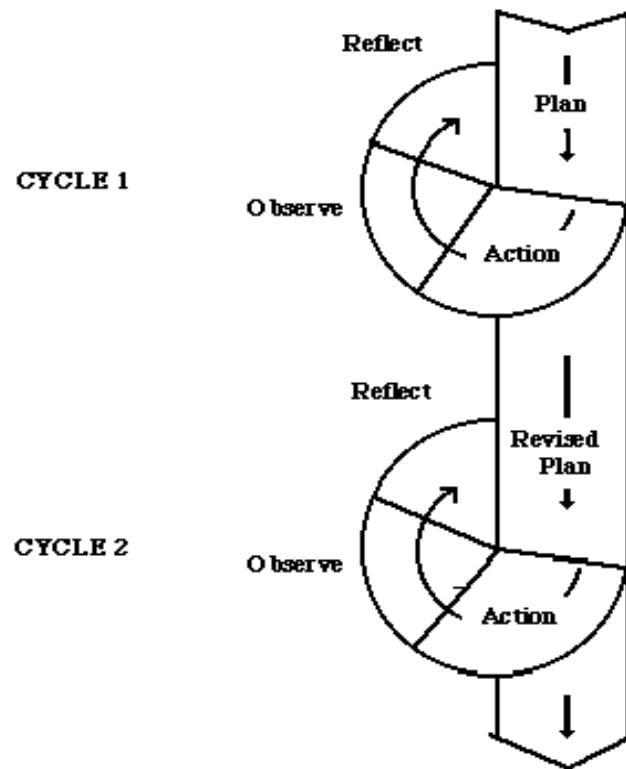 Reflect
Plan
CYCLE 1
Observe
Action
Reflect
Revised
Plan
CYCLE 2
Observe
Action